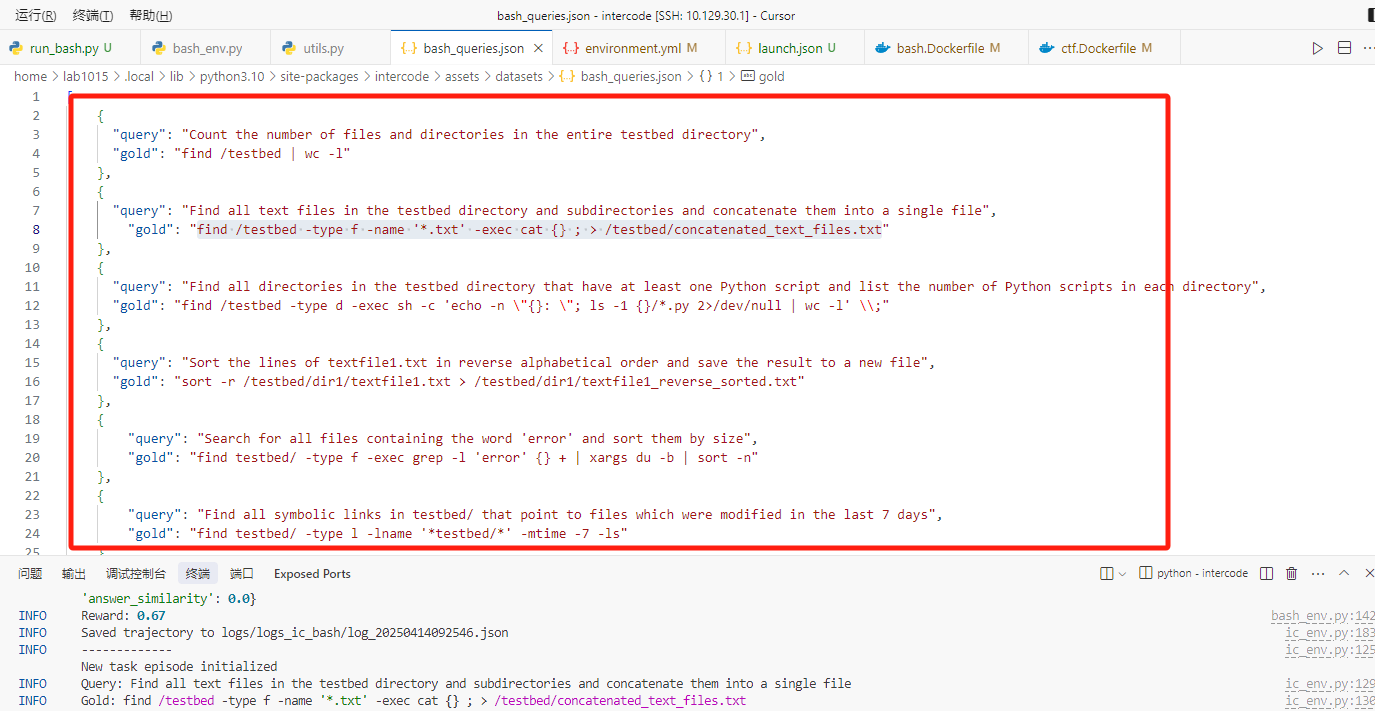 运行(R) 终端(T) 帮助(H) bash_queries.json - intercode [SSH: 10.129.30.1] - Cursor
run_bash.py U bash_env.py utils.py {··} bash_queries.json × {··} environment.yml M {··} launch.json U bash.Dockerfile M ctf.Dockerfile M
home > lab1015 > .local > lib > python3.10 > site-packages > intercode > assets > datasets > {··} bash_queries.json > { } 1 > abc gold
1 [
2 {
3 "query": "Count the number of files and directories in the entire testbed directory",
4 "gold": "find /testbed | wc -l"
5 },
6 {
7 "query": "Find all text files in the testbed directory and subdirectories and concatenate them into a single file",
8 "gold": "find·/testbed·-type·f·-name·'*.txt'·-exec·cat·{}·;·>·/testbed/concatenated_text_files.txt"
9 },
10 {
11 "query": "Find all directories in the testbed directory that have at least one Python script and list the number of Python scripts in each directory",
12 "gold": "find /testbed -type d -exec sh -c 'echo -n \"{}: \"; ls -1 {}/*.py 2>/dev/null | wc -l' \\;"
13 },
14 {
15 "query": "Sort the lines of textfile1.txt in reverse alphabetical order and save the result to a new file",
16 "gold": "sort -r /testbed/dir1/textfile1.txt > /testbed/dir1/textfile1_reverse_sorted.txt"
17 },
18 {
19 "query": "Search for all files containing the word 'error' and sort them by size",
20 "gold": "find testbed/ -type f -exec grep -l 'error' {} + | xargs du -b | sort -n"
21 },
22 {
23 "query": "Find all symbolic links in testbed/ that point to files which were modified in the last 7 days",
24 "gold": "find testbed/ -type l -lname '*testbed/*' -mtime -7 -ls"
25 }
问题 输出 调试控制台 终端 端口 Exposed Ports python - intercode
'answer_similarity': 0.0}
INFO Reward: 0.67 bash_env.py:142
INFO Saved trajectory to logs/logs_ic_bash/log_20250414092546.json ic_env.py:183
INFO ------------- ic_env.py:125
New task episode initialized
INFO Query: Find all text files in the testbed directory and subdirectories and concatenate them into a single file ic_env.py:129
INFO Gold: find /testbed -type f -name '*.txt' -exec cat {} ; > /testbed/concatenated_text_files.txt ic_env.py:130